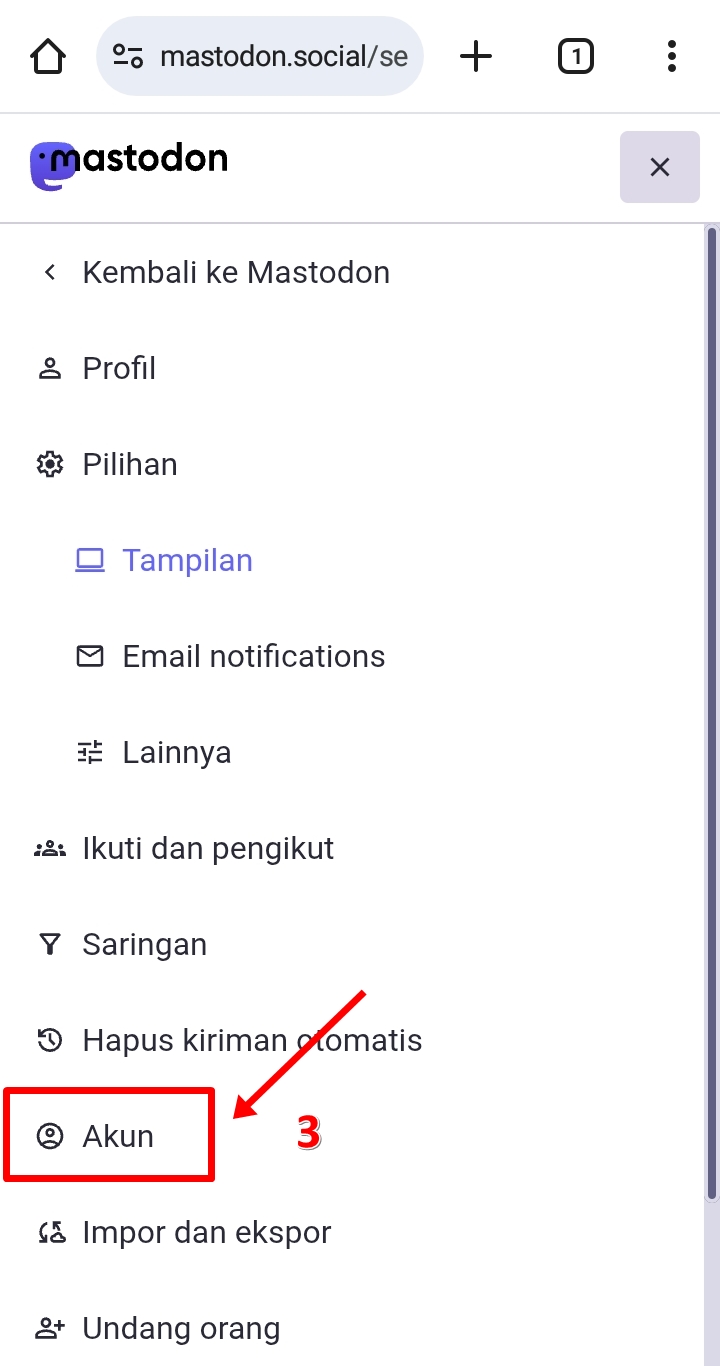 mastodon.social/se
1
mastodon
Kembali ke Mastodon
Profil
Pilihan
Tampilan
Email notifications
Lainnya
Ikuti dan pengikut
Saringan
Hapus kiriman otomatis
Akun
3
Impor dan ekspor
Undang orang